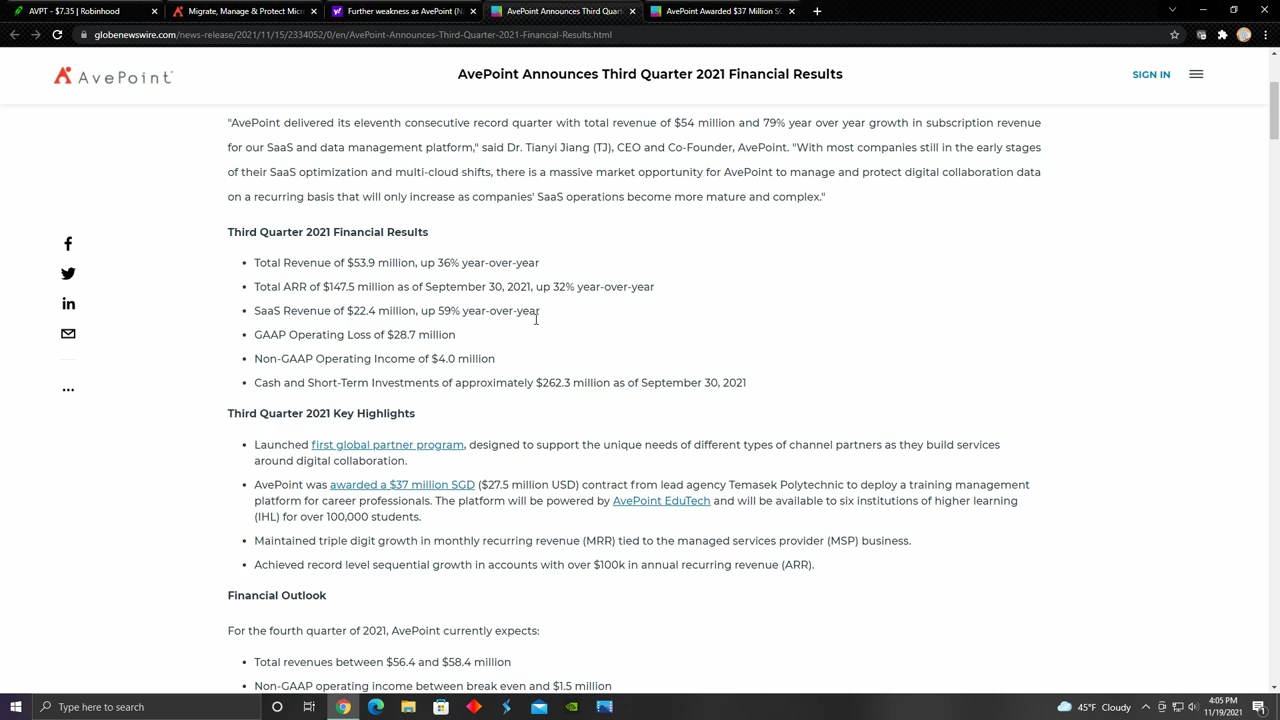 AVPT - $7.35 | Robinhood
Migrate, Manage & Protect Micr
Further weakness as AvePoint (N
AvePoint Announces Third Quart
AvePoint Awarded $37 Million SG
globenewswire.com/news-release/2021/11/15/2334052/0/en/AvePoint-Announces-Third-Quarter-2021-Financial-Results.html
AvePoint
AvePoint Announces Third Quarter 2021 Financial Results
SIGN IN
"AvePoint delivered its eleventh consecutive record quarter with total revenue of $54 million and 79% year over year growth in subscription revenue
for our SaaS and data management platform," said Dr. Tianyi Jiang (TJ), CEO and Co-Founder, AvePoint. "With most companies still in the early stages
of their SaaS optimization and multi-cloud shifts, there is a massive market opportunity for AvePoint to manage and protect digital collaboration data
on a recurring basis that will only increase as companies' SaaS operations become more mature and complex."
Third Quarter 2021 Financial Results
• Total Revenue of $53.9 million, up 36% year-over-year
• Total ARR of $147.5 million as of September 30, 2021, up 32% year-over-year
• SaaS Revenue of $22.4 million, up 59% year-over-year
• GAAP Operating Loss of $28.7 million
• Non-GAAP Operating Income of $4.0 million
• Cash and Short-Term Investments of approximately $262.3 million as of September 30, 2021
Third Quarter 2021 Key Highlights
• Launched first global partner program, designed to support the unique needs of different types of channel partners as they build services
around digital collaboration.
• AvePoint was awarded a $37 million SGD ($27.5 million USD) contract from lead agency Temasek Polytechnic to deploy a training management
platform for career professionals. The platform will be powered by AvePoint EduTech and will be available to six institutions of higher learning
(IHL) for over 100,000 students.
• Maintained triple digit growth in monthly recurring revenue (MRR) tied to the managed services provider (MSP) business.
• Achieved record level sequential growth in accounts with over $100k in annual recurring revenue (ARR).
Financial Outlook
For the fourth quarter of 2021, AvePoint currently expects:
• Total revenues between $56.4 and $58.4 million
• Non-GAAP operating income between break even and $1.5 million
Type here to search
45°F Cloudy
4:05 PM
11/19/2021